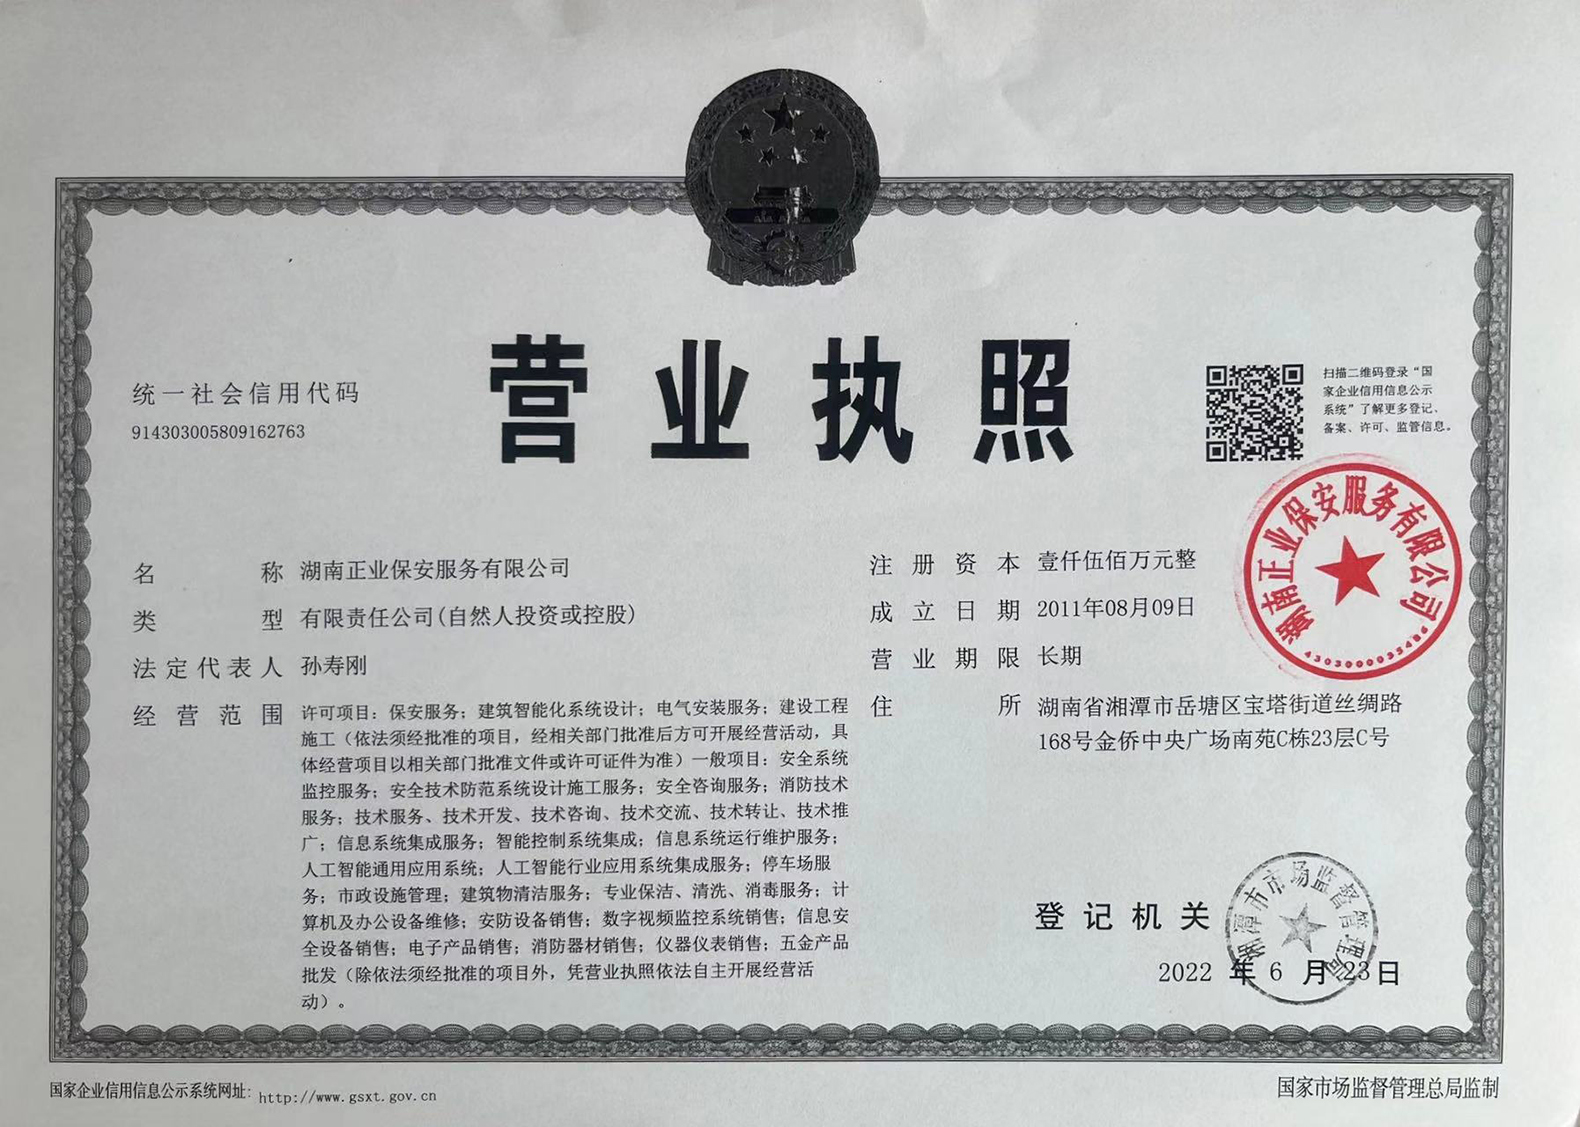 营业执照
统一社会信用代码
914303005809162763
扫描二维码登录“国
家企业信用信息公示
系统”了解更多登记、
备案、许可、监管信息。
名称 湖南正业保安服务有限公司
类型 有限责任公司(自然人投资或控股)
法定代表人 孙寿刚
经营范围 许可项目：保安服务；建筑智能化系统设计；电气安装服务；建设工程
施工（依法须经批准的项目，经相关部门批准后方可开展经营活动，具
体经营项目以相关部门批准文件或许可证件为准）一般项目：安全系统
监控服务；安全技术防范系统设计施工服务；安全咨询服务；消防技术
服务；技术服务、技术开发、技术咨询、技术交流、技术转让、技术推
广；信息系统集成服务；智能控制系统集成；信息系统运行维护服务；
人工智能通用应用系统；人工智能行业应用系统集成服务；停车场服
务；市政设施管理；建筑物清洁服务；专业保洁、清洗、消毒服务；计
算机及办公设备维修；安防设备销售；数字视频监控系统销售；信息安
全设备销售；电子产品销售；消防器材销售；仪器仪表销售；五金产品
批发（除依法须经批准的项目外，凭营业执照依法自主开展经营活
动）。
注册资本 壹仟伍佰万元整
成立日期 2011年08月09日
营业期限 长期
住所 湖南省湘潭市岳塘区宝塔街道丝绸路
168号金侨中央广场南苑C栋23层C号
湖南正业保安服务有限公司
登记机关
湘潭市市场监督管理局
2022 年 6 月 23 日
国家企业信用信息公示系统网址: http://www.gsxt.gov.cn
国家市场监督管理总局监制